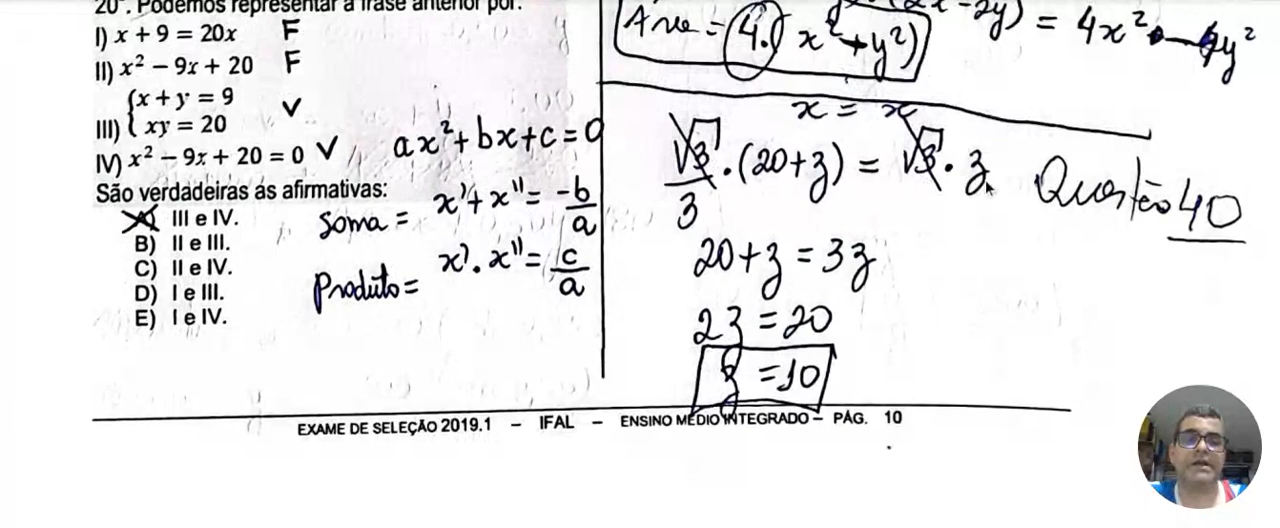 20". Podemos representar a frase anterior por:
I) x + 9 = 20x F
II) x² − 9x + 20 F
III) {x + y = 9
xy = 20 V
IV) x² − 9x + 20 = 0 V
São verdadeiras as afirmativas:
A) III e IV.
B) II e III.
C) II e IV.
D) I e III.
E) I e IV.
ax² + bx + c = 0
Soma = x' + x'' = -b/a
Produto = x' . x'' = c/a
= 4. (x² + y²)
2y) = 4x²
x = x
√3/3 . (20 + z) = √3 . z
Questão 40
20 + z = 3z
2z = 20
z = 10
EXAME DE SELEÇÃO 2019.1 – IFAL – ENSINO MÉDIO INTEGRADO – PÁG. 10